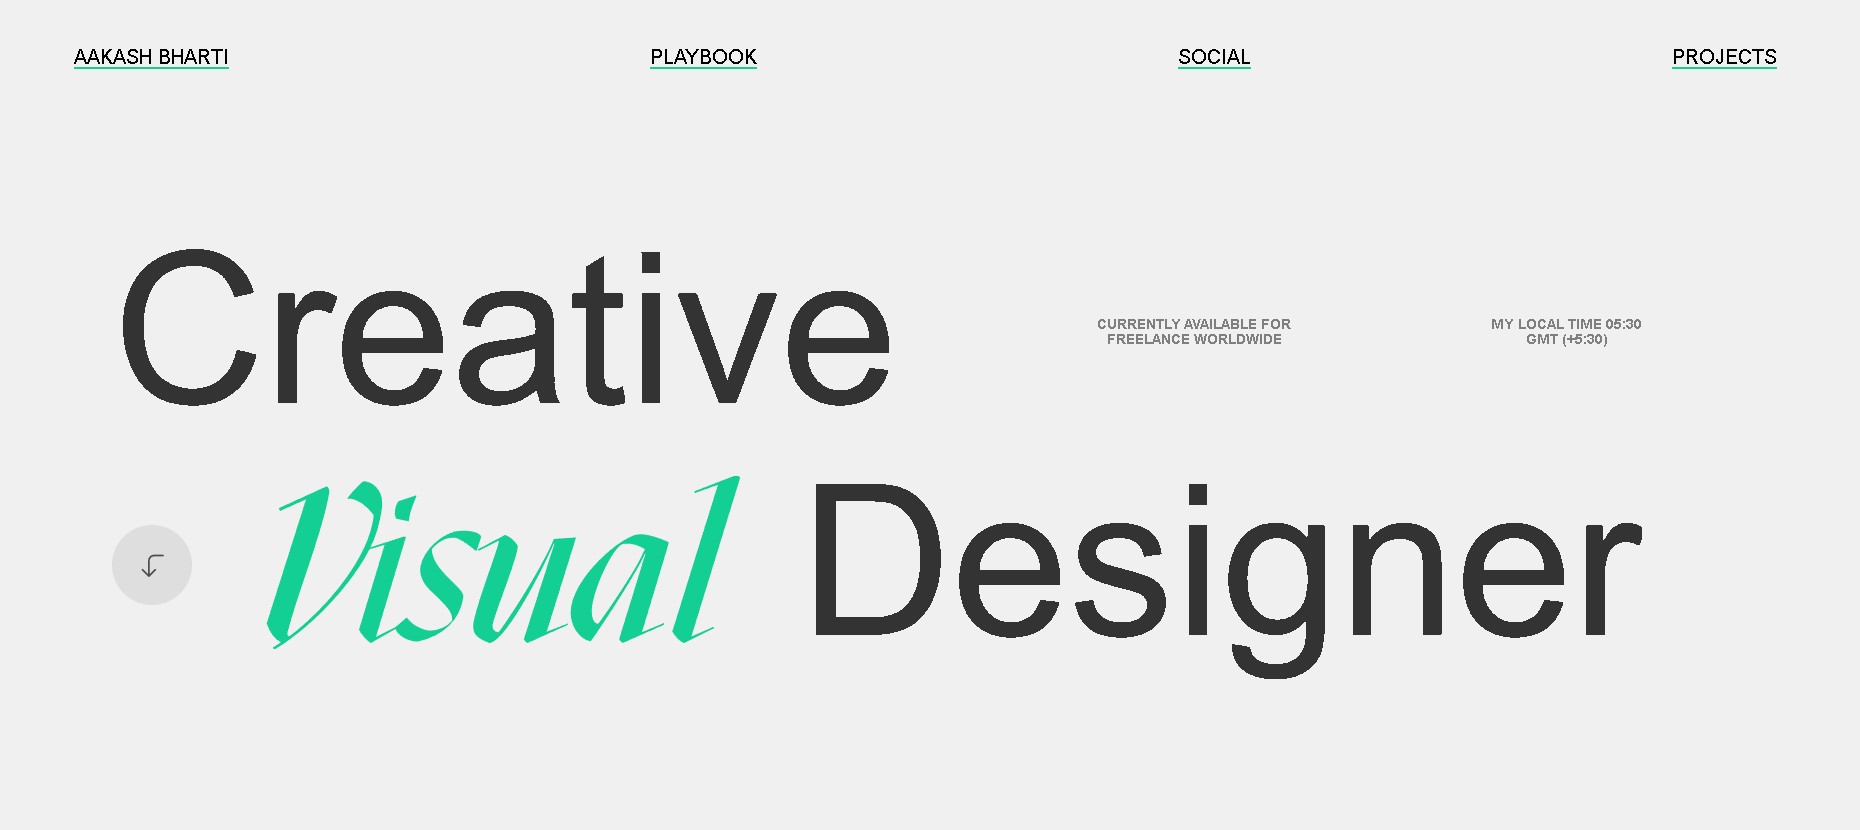 AAKASH BHARTI
PLAYBOOK
SOCIAL
PROJECTS
Creative
CURRENTLY AVAILABLE FOR
FREELANCE WORLDWIDE
MY LOCAL TIME 05:30
GMT (+5:30)
Visual Designer